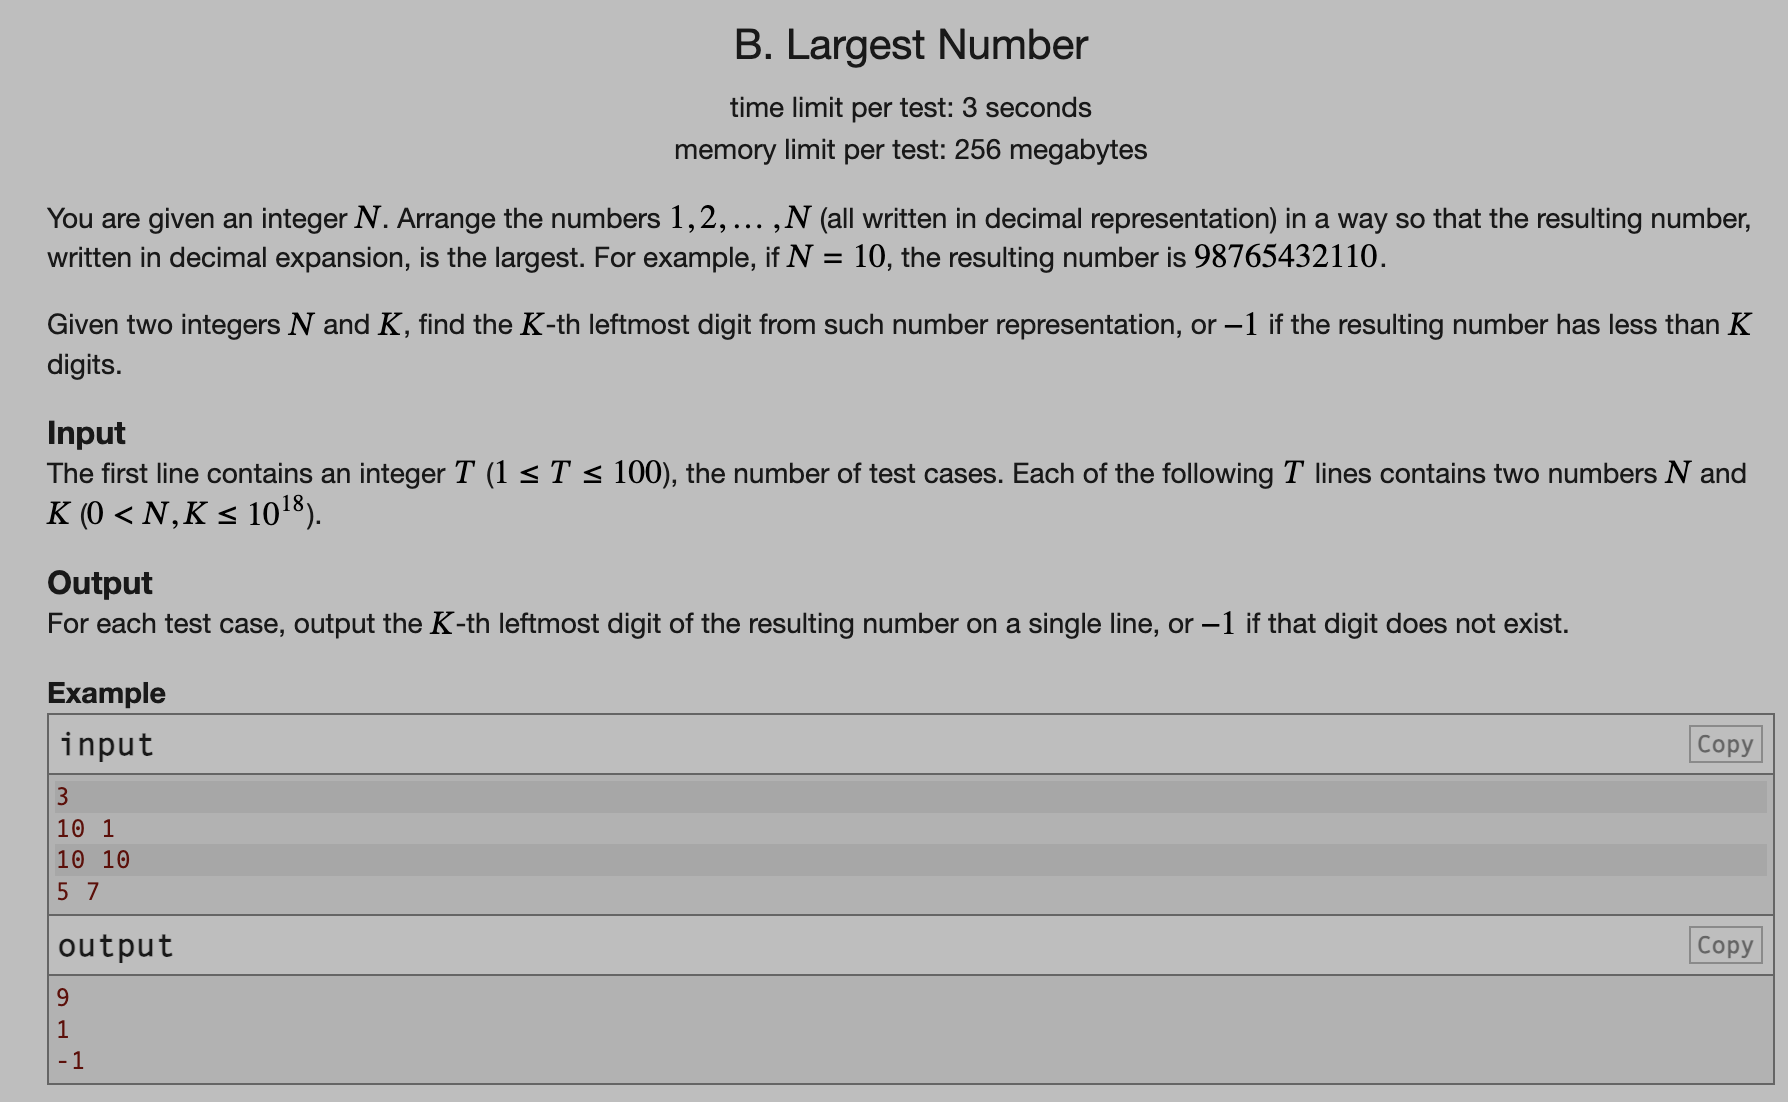 B. Largest Number
time limit per test: 3 seconds
memory limit per test: 256 megabytes
You are given an integer N. Arrange the numbers 1, 2, … , N (all written in decimal representation) in a way so that the resulting number,
written in decimal expansion, is the largest. For example, if N = 10, the resulting number is 98765432110.
Given two integers N and K, find the K-th leftmost digit from such number representation, or −1 if the resulting number has less than K
digits.
Input
The first line contains an integer T (1 ≤ T ≤ 100), the number of test cases. Each of the following T lines contains two numbers N and
K (0 < N, K ≤ 10^18).
Output
For each test case, output the K-th leftmost digit of the resulting number on a single line, or −1 if that digit does not exist.
Example
input Copy
3
10 1
10 10
5 7
output Copy
9
1
-1